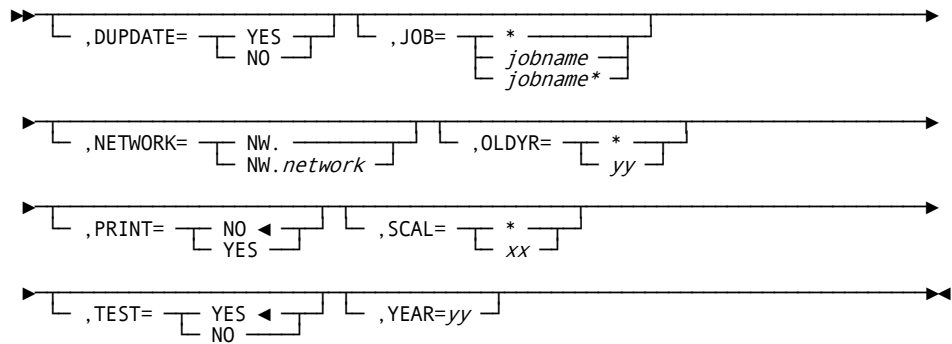 ,DUPDATE= YES ,JOB= *
NO jobname
jobname*
,NETWORK= NW. ,OLDYR= *
NW.network yy
,PRINT= NO ◄ ,SCAL= *
YES xx
,TEST= YES ◄ ,YEAR=yy
NO